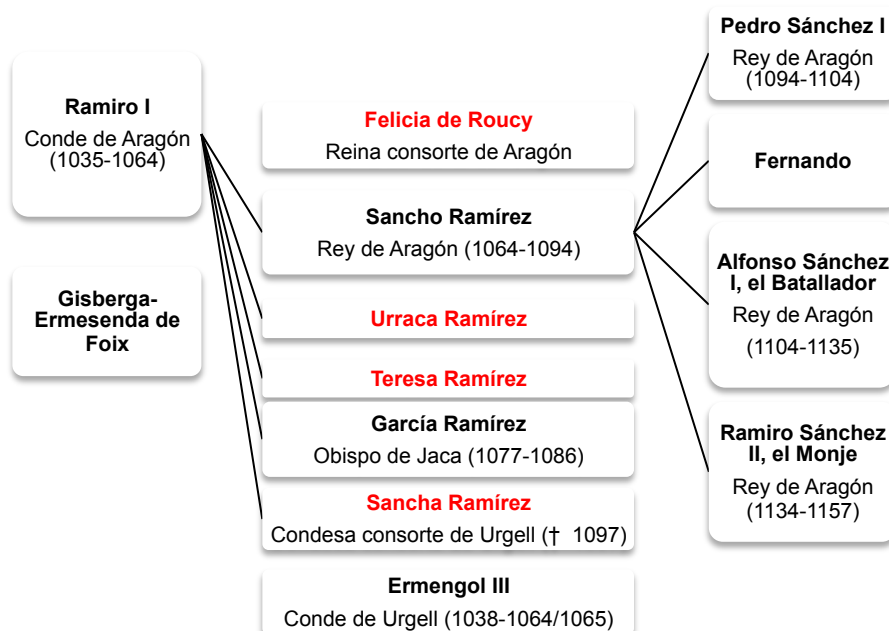 Ramiro I
Conde de Aragón
(1035-1064)
Gisberga-
Ermesenda de
Foix
Felicia de Roucy
Reina consorte de Aragón
Sancho Ramírez
Rey de Aragón (1064-1094)
Urraca Ramírez
Teresa Ramírez
García Ramírez
Obispo de Jaca (1077-1086)
Sancha Ramírez
Condesa consorte de Urgell († 1097)
Ermengol III
Conde de Urgell (1038-1064/1065)
Pedro Sánchez I
Rey de Aragón
(1094-1104)
Fernando
Alfonso Sánchez
I, el Batallador
Rey de Aragón
(1104-1135)
Ramiro Sánchez
II, el Monje
Rey de Aragón
(1134-1157)